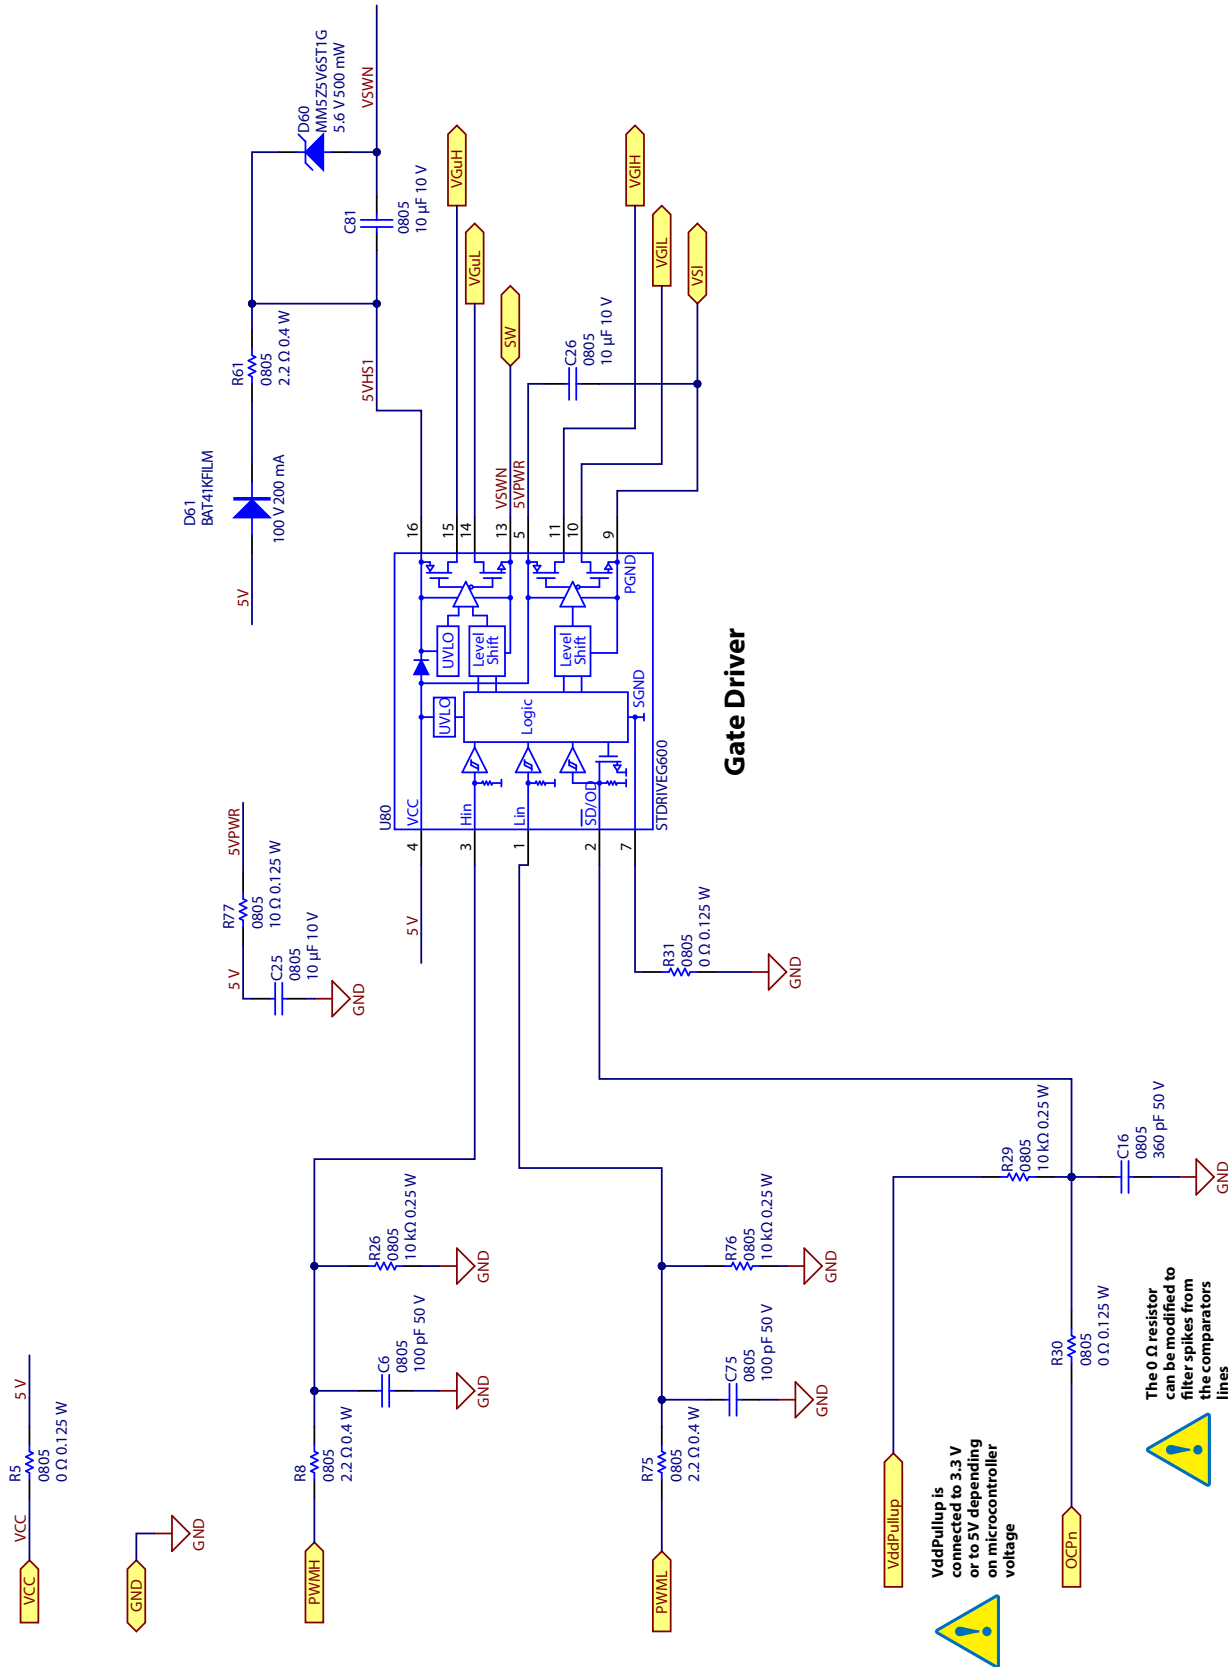 VCC
VCC
R5
0805
0 Ω 0.125 W
5 V
GND
GND
PWMH
R8
0805
2.2 Ω 0.4 W
C6
0805
100 pF 50 V
GND
R26
0805
10 kΩ 0.25 W
GND
PWML
R75
0805
2.2 Ω 0.4 W
C75
0805
100 pF 50 V
GND
R76
0805
10 kΩ 0.25 W
GND
VddPullup
VddPullup is
connected to 3.3 V
or to 5V depending
on microcontroller
voltage
R29
0805
10 kΩ 0.25 W
C16
0805
360 pF 50 V
GND
OCPn
R30
0805
0 Ω 0.125 W
The 0 Ω resistor
can be modified to
filter spikes from
the comparators
lines
5 V
C25
0805
10 µF 10 V
GND
R77
0805
10 Ω 0.125 W
5VPWR
5 V
R31
0805
0 Ω 0.125 W
GND
U80
4
VCC
3
Hin
1
Lin
2
SD/OD
7
SGND
UVLO
Logic
UVLO
Level
Shift
Level
Shift
PGND
STDRIVEG600
Gate Driver
16
15
14
13
5
11
10
9
5V
D61
BAT41KFILM
100 V 200 mA
R61
0805
2.2 Ω 0.4 W
5VHS1
C81
0805
10 µF 10 V
D60
MM5Z5V6ST1G
5.6 V 500 mW
VSWN
VGuH
VGuL
VSWN
SW
5VPWR
C26
0805
10 µF 10 V
VGlH
VGlL
VSl